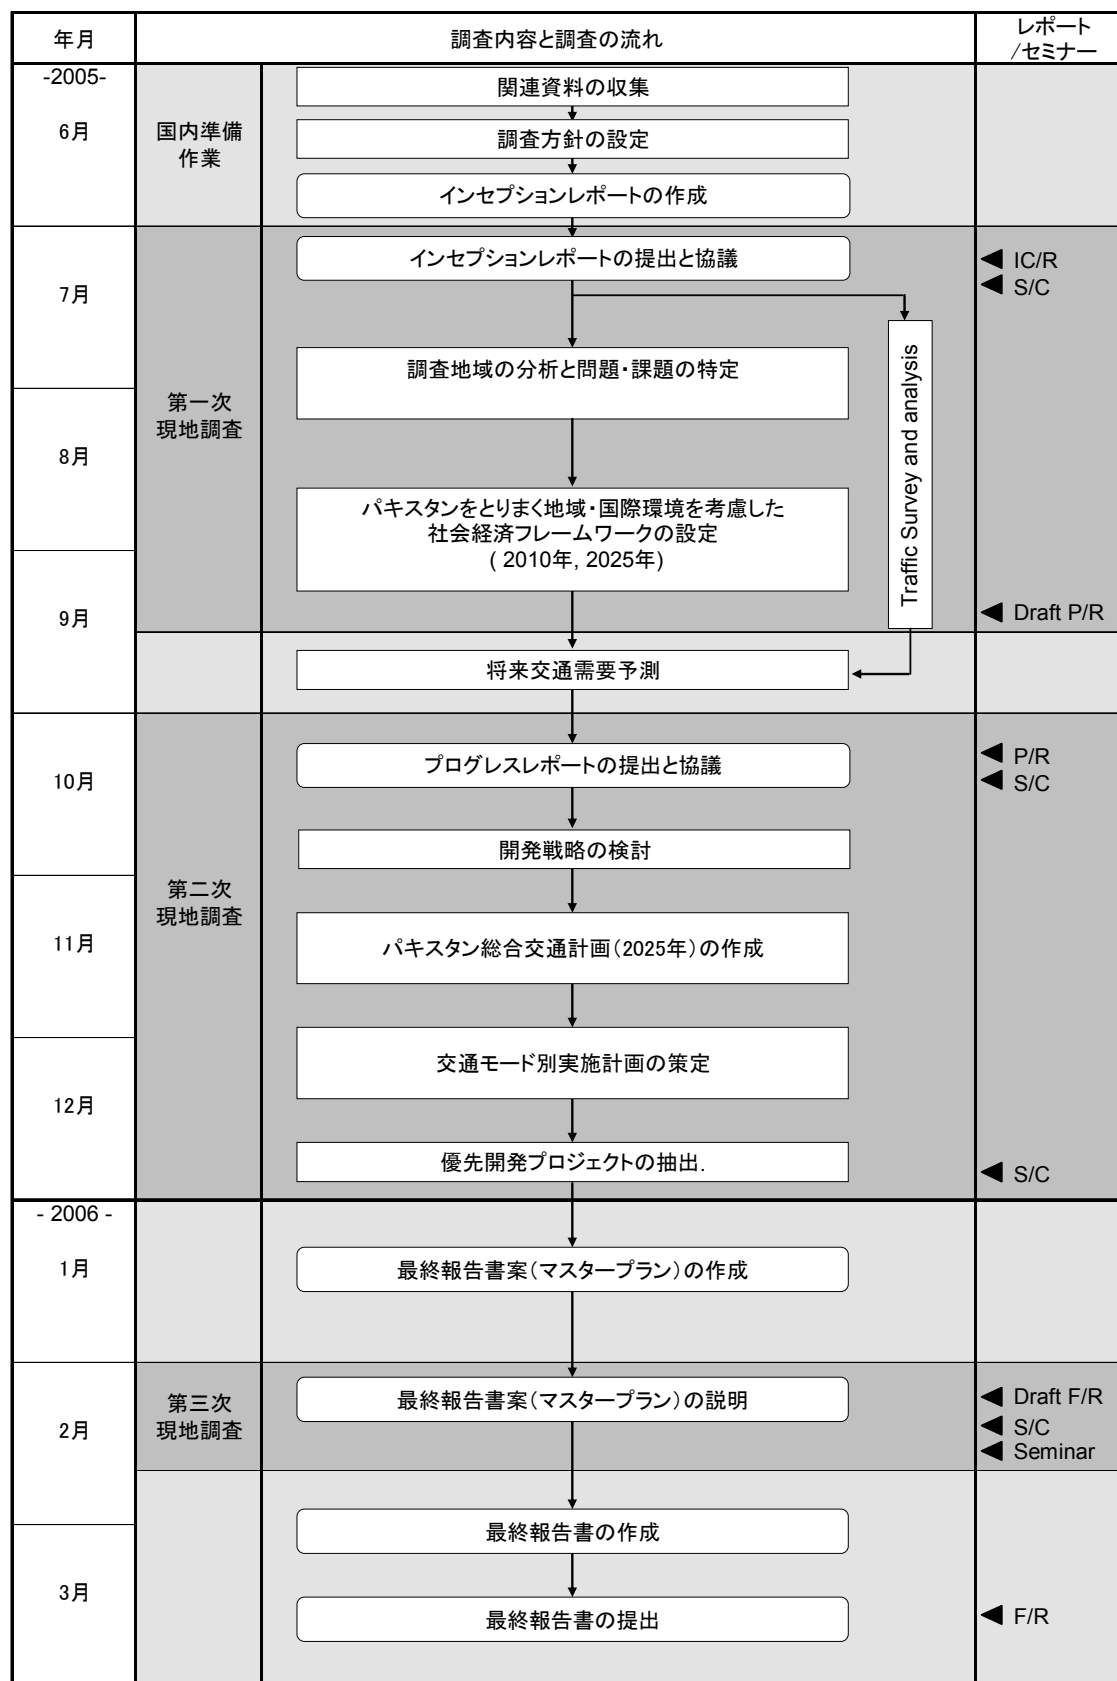 年月
調査内容と調査の流れ
レポート
/セミナー
-2005-
6月
国内準備
作業
関連資料の収集
調査方針の設定
インセプションレポートの作成
7月
第一次
現地調査
インセプションレポートの提出と協議
IC/R
S/C
Traffic Survey and analysis
調査地域の分析と問題・課題の特定
8月
パキスタンをとりまく地域・国際環境を考慮した
社会経済フレームワークの設定
( 2010年, 2025年)
9月
Draft P/R
将来交通需要予測
10月
第二次
現地調査
プログレスレポートの提出と協議
P/R
S/C
開発戦略の検討
11月
パキスタン総合交通計画(2025年)の作成
12月
交通モード別実施計画の策定
優先開発プロジェクトの抽出.
S/C
- 2006 -
1月
最終報告書案(マスタープラン)の作成
2月
第三次
現地調査
最終報告書案(マスタープラン)の説明
Draft F/R
S/C
Seminar
3月
最終報告書の作成
最終報告書の提出
F/R